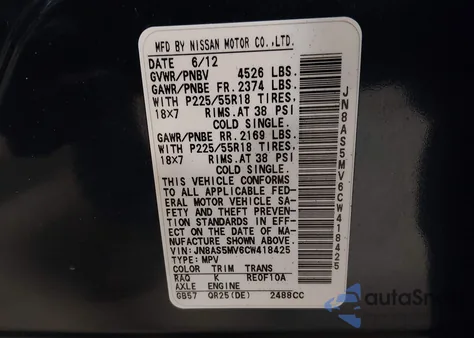 MFD BY NISSAN MOTOR CO.,LTD.
DATE 6/12
GVWR/PNBV 4526 LBS.
GAWR/PNBE FR. 2374 LBS.
WITH P225/55R18 TIRES.
18X7 RIMS.AT 38 PSI
COLD SINGLE.
GAWR/PNBE RR. 2169 LBS.
WITH P225/55R18 TIRES.
18X7 RIMS.AT 38 PSI
COLD SINGLE.
THIS VEHICLE CONFORMS
TO ALL APPLICABLE FED-
ERAL MOTOR VEHICLE SA-
FETY AND THEFT PREVEN-
TION STANDARDS IN EFF-
ECT ON THE DATE OF MA-
NUFACTURE SHOWN ABOVE.
VIN: JN8AS5MV6CW418425
TYPE: MPV
COLOR TRIM TRANS
RAQ K RE0F10A
AXLE ENGINE
GB57 QR25(DE) 2488CC
JN8AS5MV6CW418425